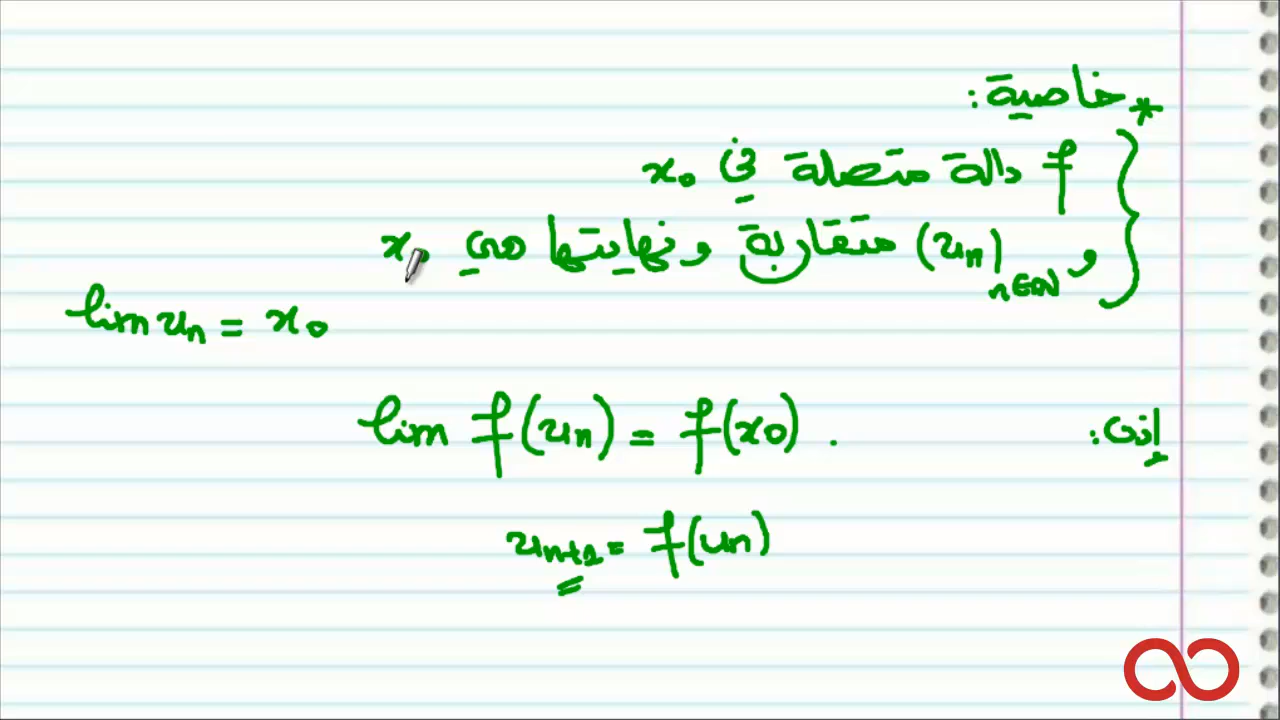 * خاصية:
f دالة متصلة في x₀
و (uₙ)ₙ∈ℕ متقاربة ونهايتها هي x₀
lim uₙ = x₀
إذن: lim f(uₙ) = f(x₀).
uₙ₊₁ = f(uₙ)